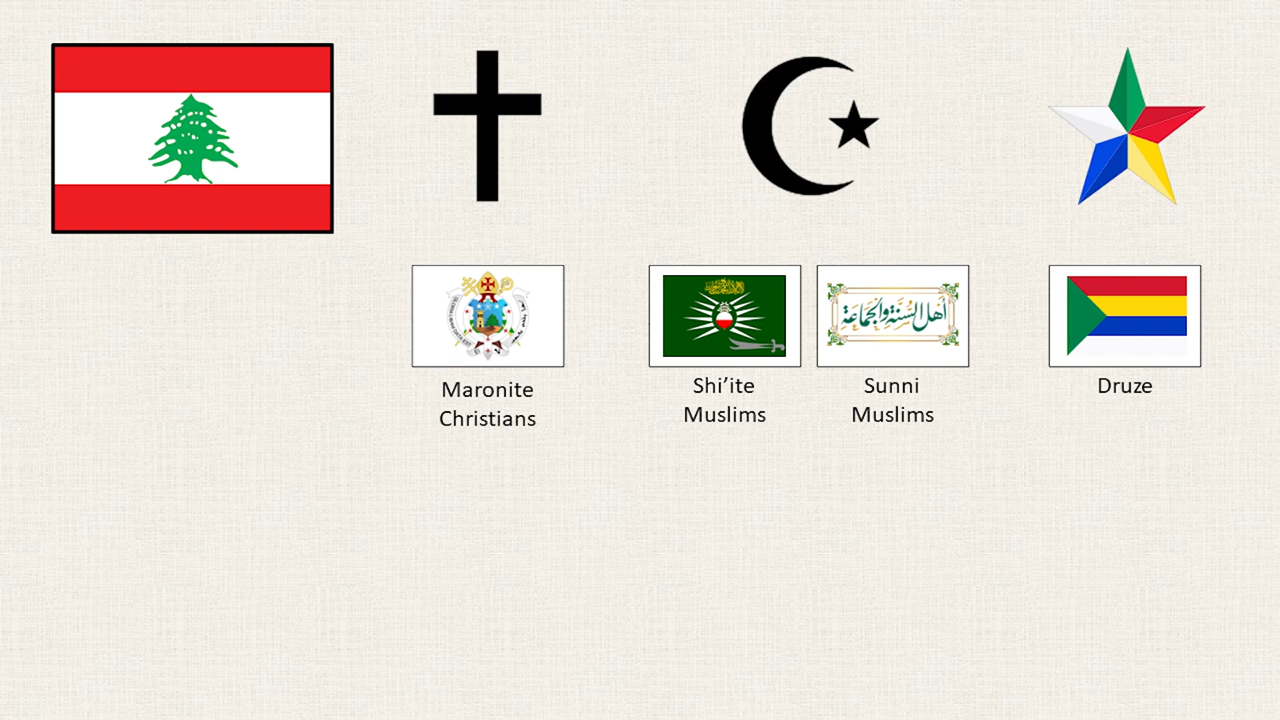 أهل السنة والجماعة
Maronite
Christians
Shi’ite
Muslims
Sunni
Muslims
Druze